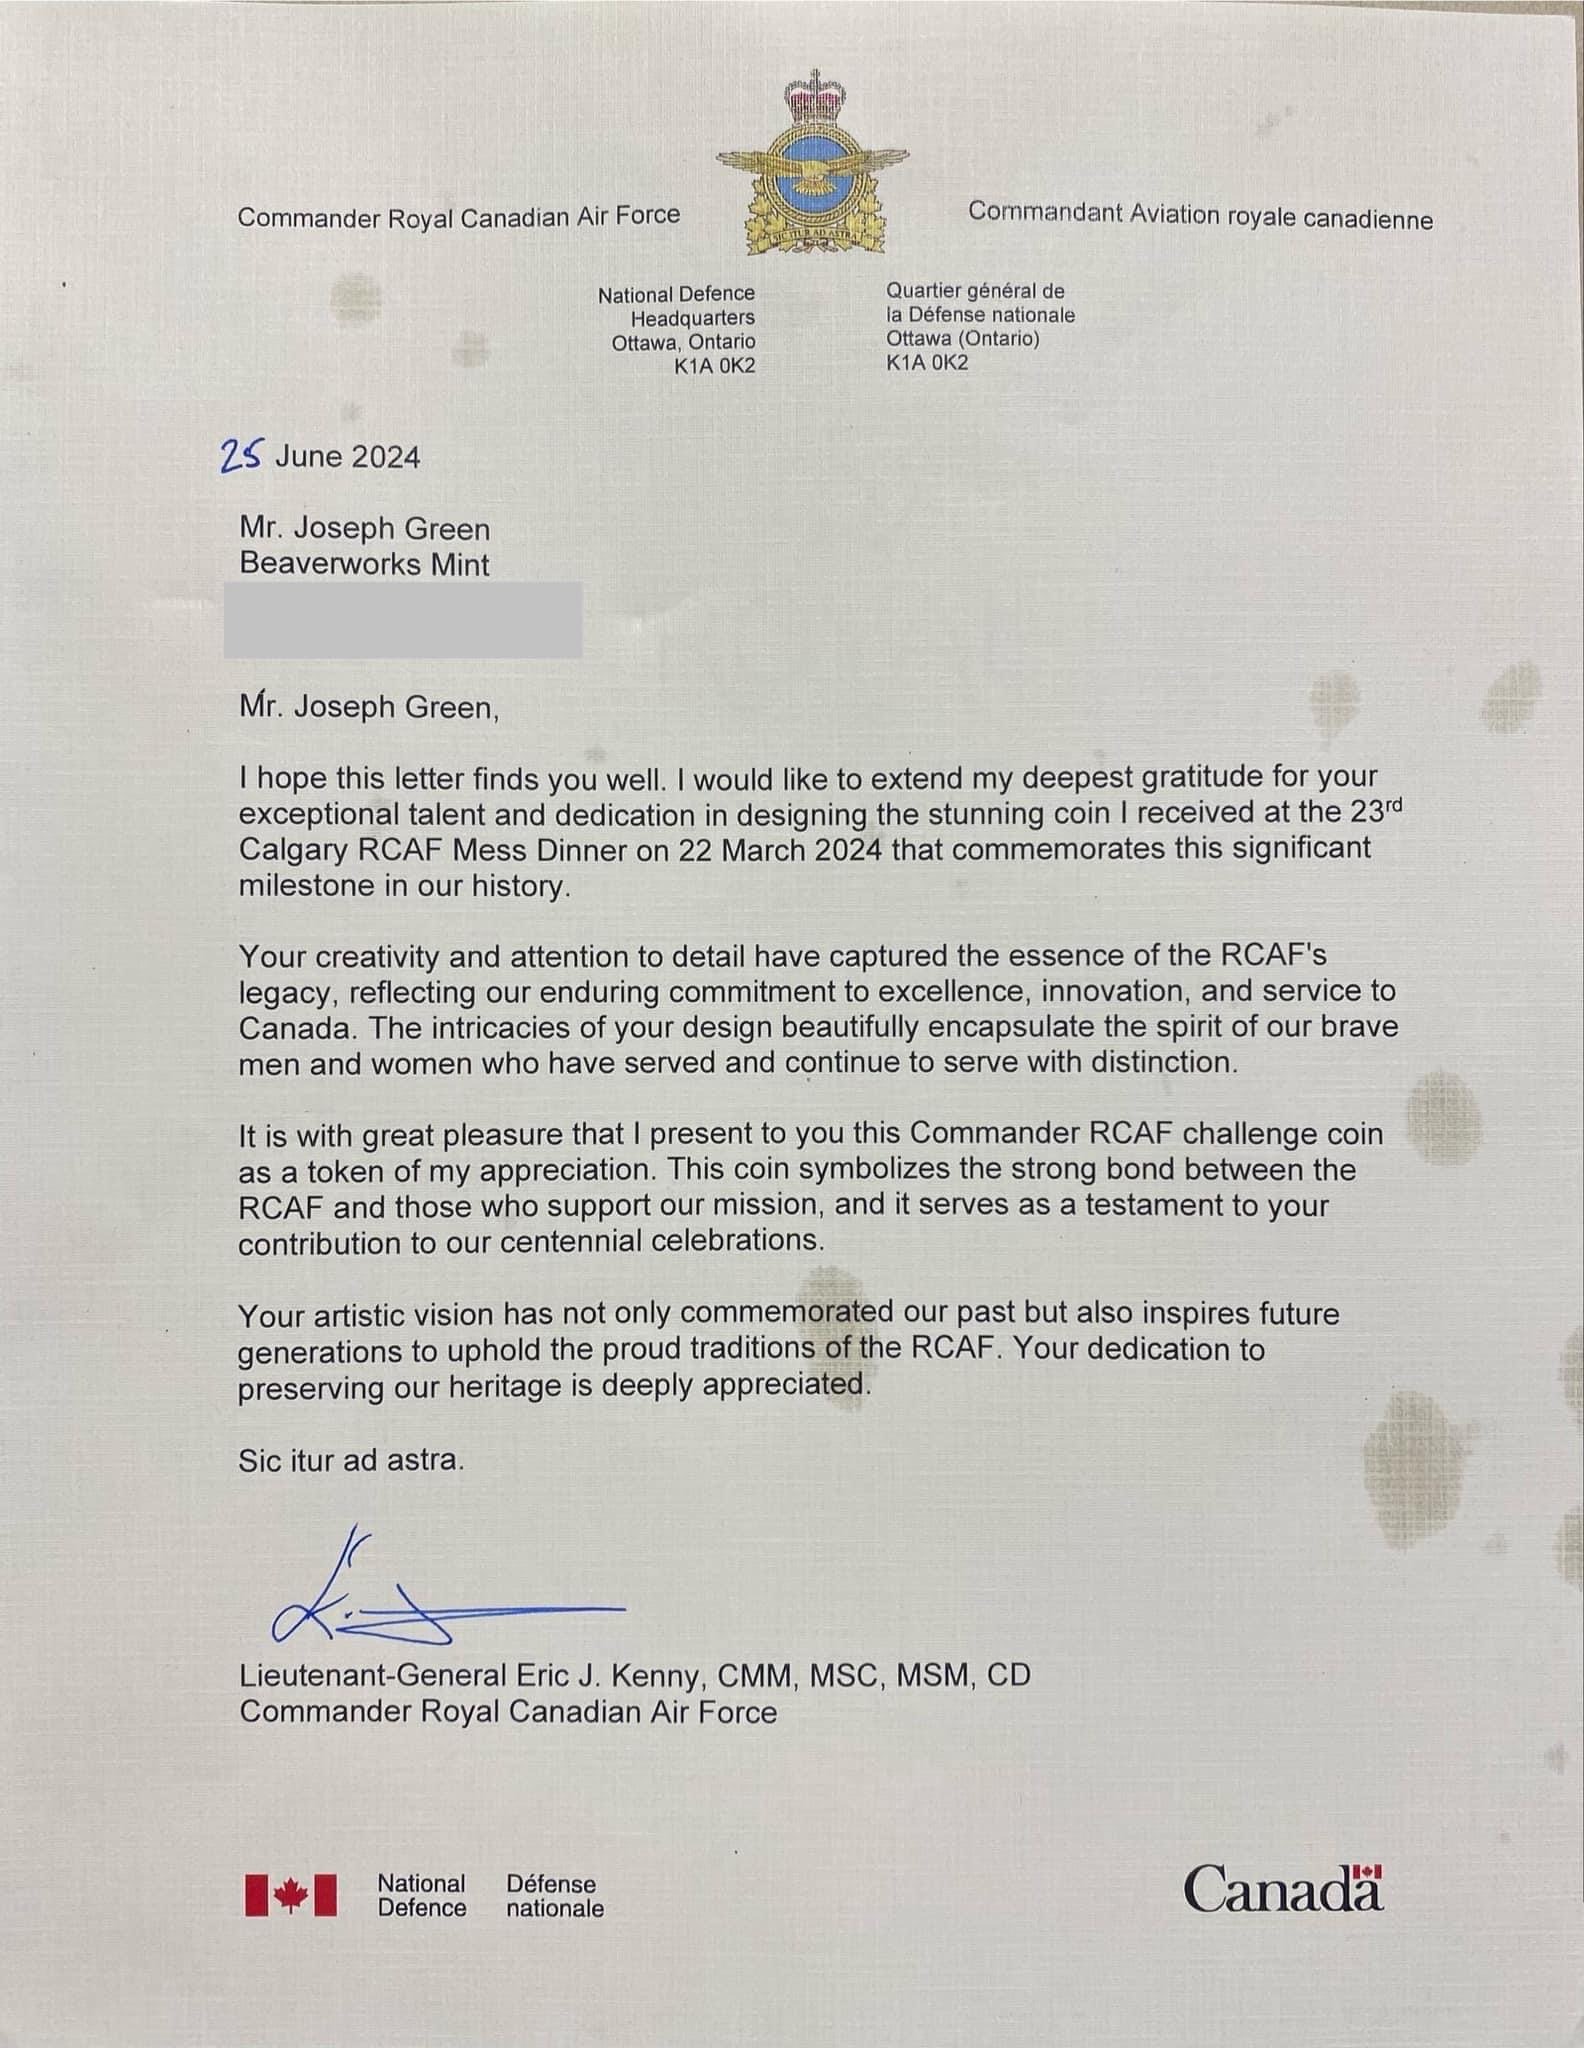 Commander Royal Canadian Air Force
SIC ITUR AD ASTRA
Commandant Aviation royale canadienne
National Defence
Headquarters
Ottawa, Ontario
K1A 0K2
Quartier général de
la Défense nationale
Ottawa (Ontario)
K1A 0K2
25 June 2024
Mr. Joseph Green
Beaverworks Mint
Mr. Joseph Green,
I hope this letter finds you well. I would like to extend my deepest gratitude for your
exceptional talent and dedication in designing the stunning coin I received at the 23rd
Calgary RCAF Mess Dinner on 22 March 2024 that commemorates this significant
milestone in our history.
Your creativity and attention to detail have captured the essence of the RCAF's
legacy, reflecting our enduring commitment to excellence, innovation, and service to
Canada. The intricacies of your design beautifully encapsulate the spirit of our brave
men and women who have served and continue to serve with distinction.
It is with great pleasure that I present to you this Commander RCAF challenge coin
as a token of my appreciation. This coin symbolizes the strong bond between the
RCAF and those who support our mission, and it serves as a testament to your
contribution to our centennial celebrations.
Your artistic vision has not only commemorated our past but also inspires future
generations to uphold the proud traditions of the RCAF. Your dedication to
preserving our heritage is deeply appreciated.
Sic itur ad astra.
Lieutenant-General Eric J. Kenny, CMM, MSC, MSM, CD
Commander Royal Canadian Air Force
National
Defence
Défense
nationale
Canada